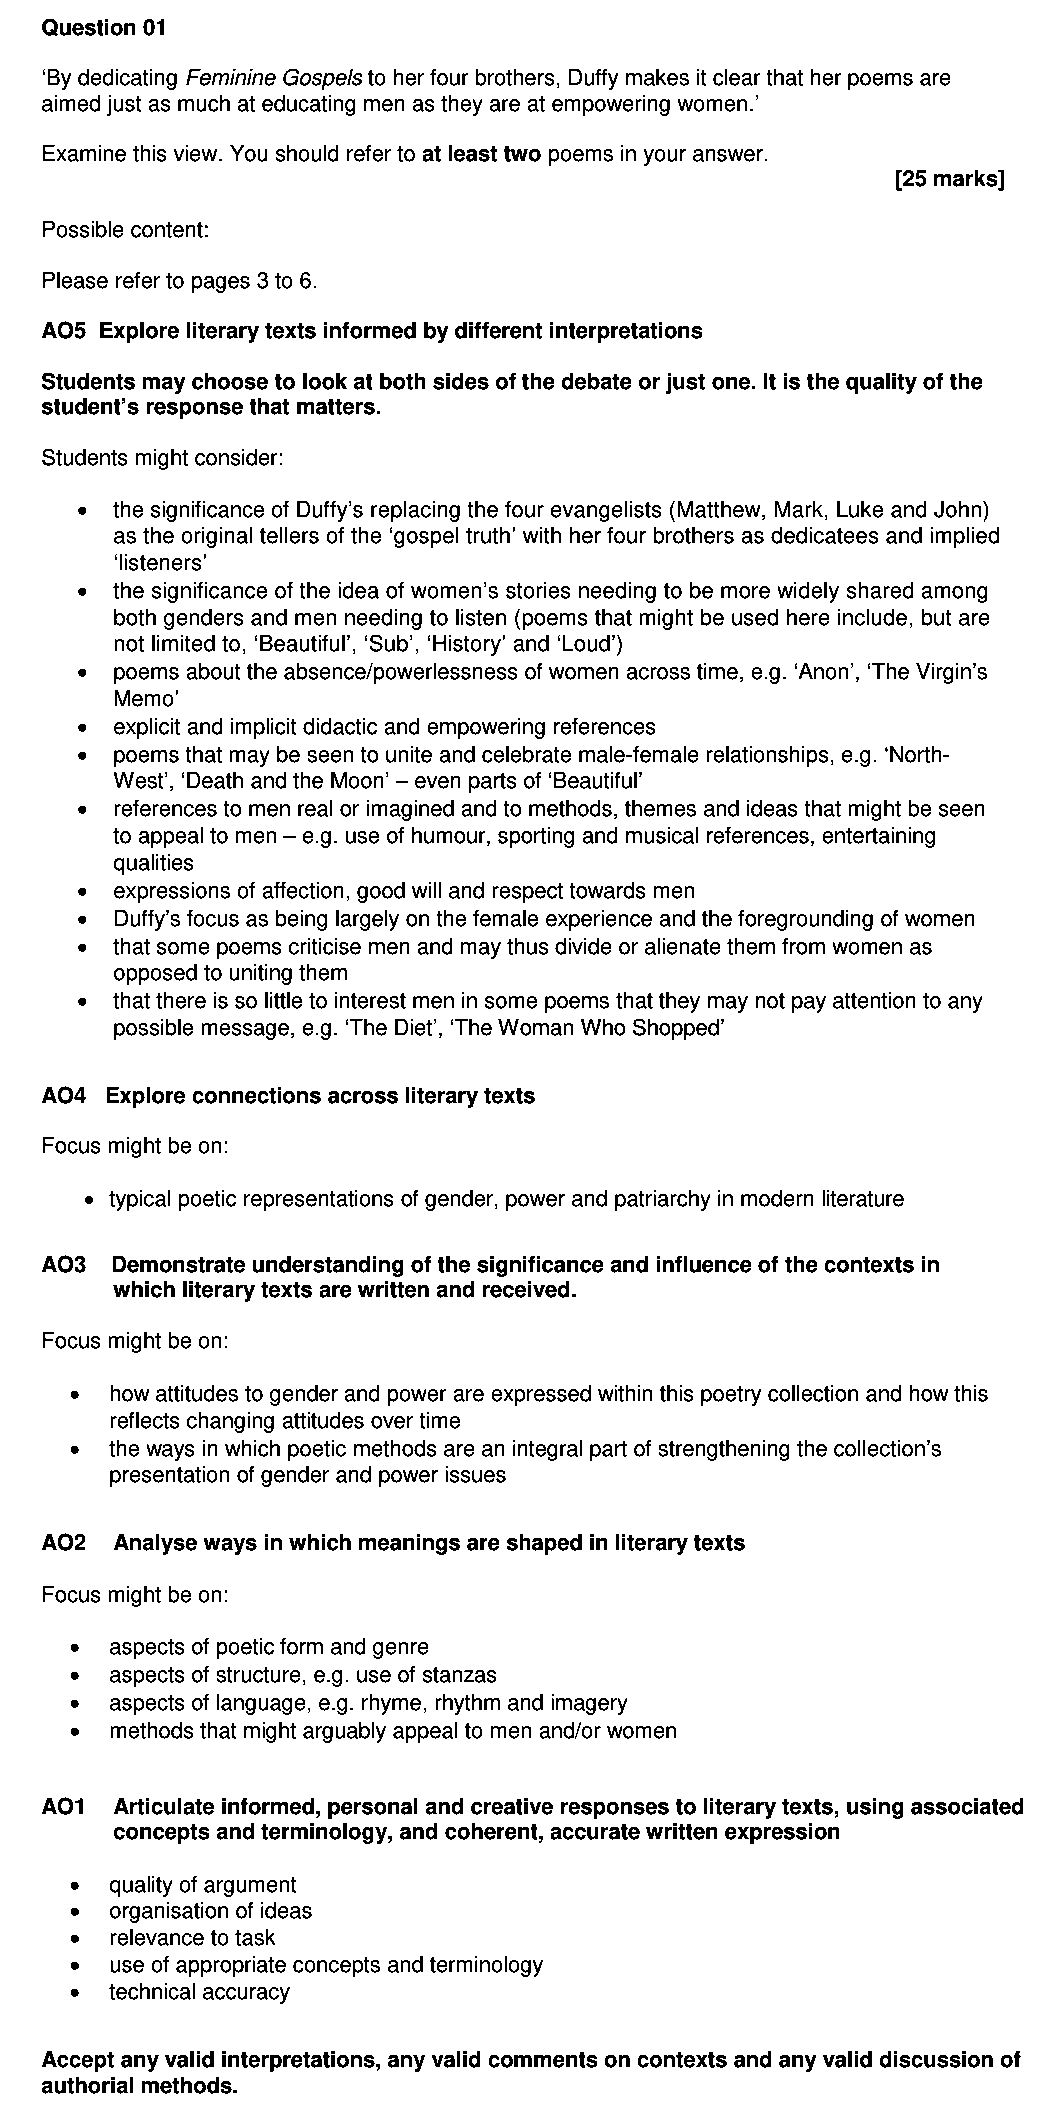 Question 01
‘By dedicating Feminine Gospels to her four brothers, Duffy makes it clear that her poems are
aimed just as much at educating men as they are at empowering women.’
Examine this view. You should refer to at least two poems in your answer.
[25 marks]
Possible content:
Please refer to pages 3 to 6.
AO5 Explore literary texts informed by different interpretations
Students may choose to look at both sides of the debate or just one. It is the quality of the
student’s response that matters.
Students might consider:
• the significance of Duffy’s replacing the four evangelists (Matthew, Mark, Luke and John)
as the original tellers of the ‘gospel truth’ with her four brothers as dedicatees and implied
‘listeners’
• the significance of the idea of women’s stories needing to be more widely shared among
both genders and men needing to listen (poems that might be used here include, but are
not limited to, ‘Beautiful’, ‘Sub’, ‘History’ and ‘Loud’)
• poems about the absence/powerlessness of women across time, e.g. ‘Anon’, ‘The Virgin’s
Memo’
• explicit and implicit didactic and empowering references
• poems that may be seen to unite and celebrate male-female relationships, e.g. ‘North-
West’, ‘Death and the Moon’ – even parts of ‘Beautiful’
• references to men real or imagined and to methods, themes and ideas that might be seen
to appeal to men – e.g. use of humour, sporting and musical references, entertaining
qualities
• expressions of affection, good will and respect towards men
• Duffy’s focus as being largely on the female experience and the foregrounding of women
• that some poems criticise men and may thus divide or alienate them from women as
opposed to uniting them
• that there is so little to interest men in some poems that they may not pay attention to any
possible message, e.g. ‘The Diet’, ‘The Woman Who Shopped’
AO4 Explore connections across literary texts
Focus might be on:
• typical poetic representations of gender, power and patriarchy in modern literature
AO3 Demonstrate understanding of the significance and influence of the contexts in
which literary texts are written and received.
Focus might be on:
• how attitudes to gender and power are expressed within this poetry collection and how this
reflects changing attitudes over time
• the ways in which poetic methods are an integral part of strengthening the collection’s
presentation of gender and power issues
AO2 Analyse ways in which meanings are shaped in literary texts
Focus might be on:
• aspects of poetic form and genre
• aspects of structure, e.g. use of stanzas
• aspects of language, e.g. rhyme, rhythm and imagery
• methods that might arguably appeal to men and/or women
AO1 Articulate informed, personal and creative responses to literary texts, using associated
concepts and terminology, and coherent, accurate written expression
• quality of argument
• organisation of ideas
• relevance to task
• use of appropriate concepts and terminology
• technical accuracy
Accept any valid interpretations, any valid comments on contexts and any valid discussion of
authorial methods.